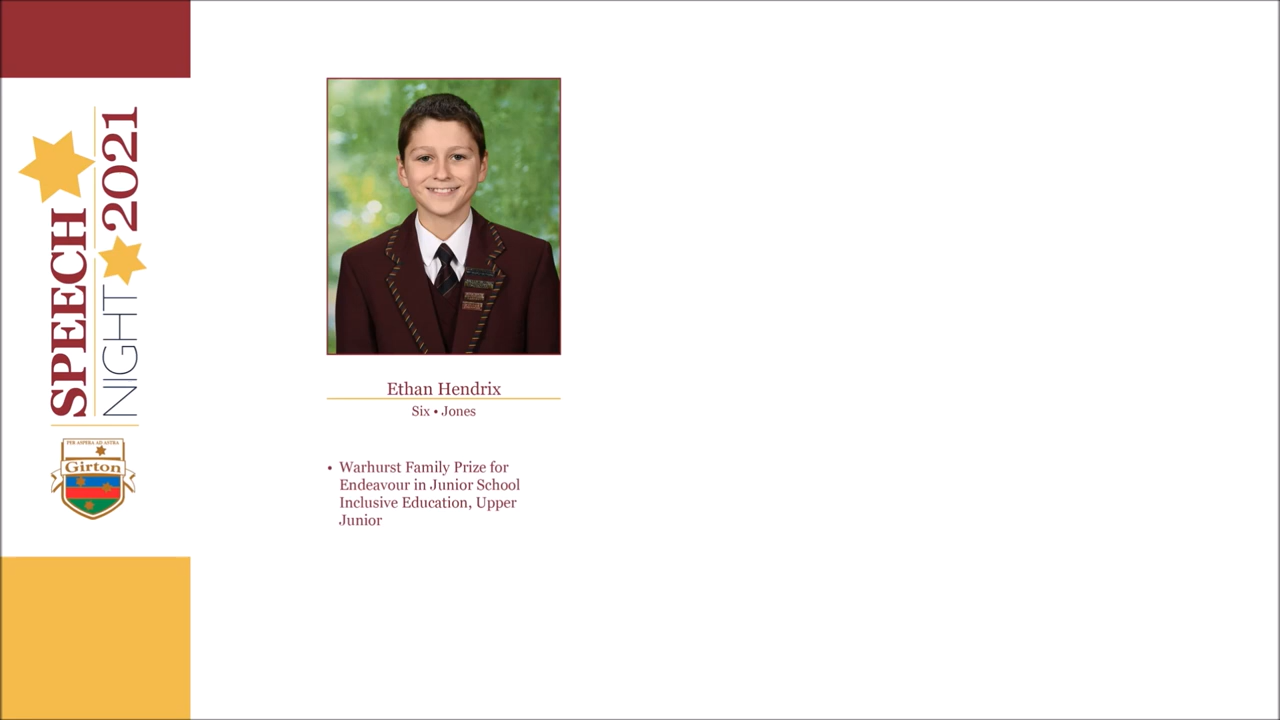 SPEECH
NIGHT 2021
PER ASPERA AD ASTRA
Girton
Ethan Hendrix
Six • Jones
• Warhurst Family Prize for
Endeavour in Junior School
Inclusive Education, Upper
Junior